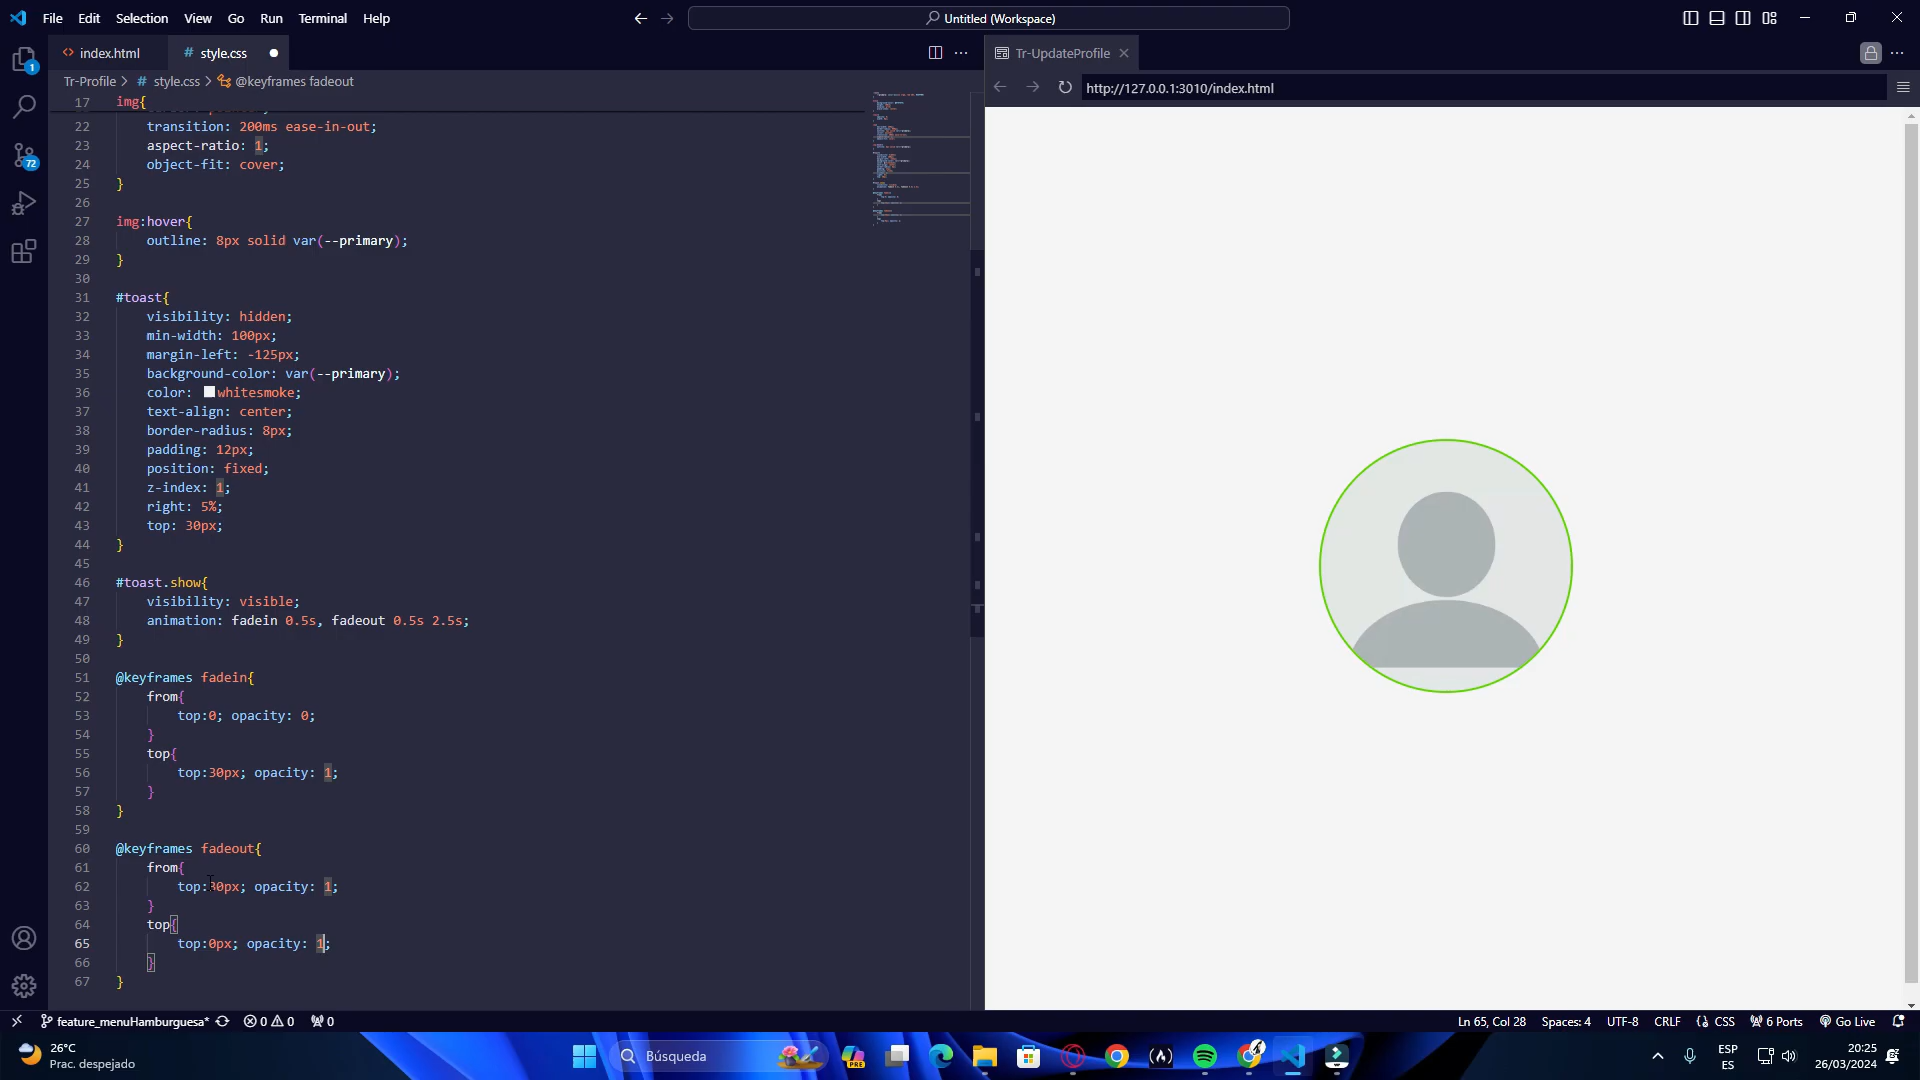 File Edit Selection View Go Run Terminal Help
Untitled (Workspace)
index.html
style.css
Tr-UpdateProfile
Tr-Profile > # style.css > @keyframes fadeout
http://127.0.0.1:3010/index.html
17 img{
22 transition: 200ms ease-in-out;
23 aspect-ratio: 1;
24 object-fit: cover;
25 }
26
27 img:hover{
28 outline: 8px solid var(--primary);
29 }
30
31 #toast{
32 visibility: hidden;
33 min-width: 100px;
34 margin-left: -125px;
35 background-color: var(--primary);
36 color: whitesmoke;
37 text-align: center;
38 border-radius: 8px;
39 padding: 12px;
40 position: fixed;
41 z-index: 1;
42 right: 5%;
43 top: 30px;
44 }
45
46 #toast.show{
47 visibility: visible;
48 animation: fadein 0.5s, fadeout 0.5s 2.5s;
49 }
50
51 @keyframes fadein{
52 from{
53 top:0; opacity: 0;
54 }
55 top{
56 top:30px; opacity: 1;
57 }
58 }
59
60 @keyframes fadeout{
61 from{
62 top:30px; opacity: 1;
63 }
64 top{
65 top:0px; opacity: 1;
66 }
67 }
1
72
feature_menuHamburguesa* 0 0 0
Ln 65, Col 28 Spaces: 4 UTF-8 CRLF {} CSS 6 Ports Go Live
26°C
Prac. despejado
Búsqueda
PRE
ESP
ES
20:25
26/03/2024